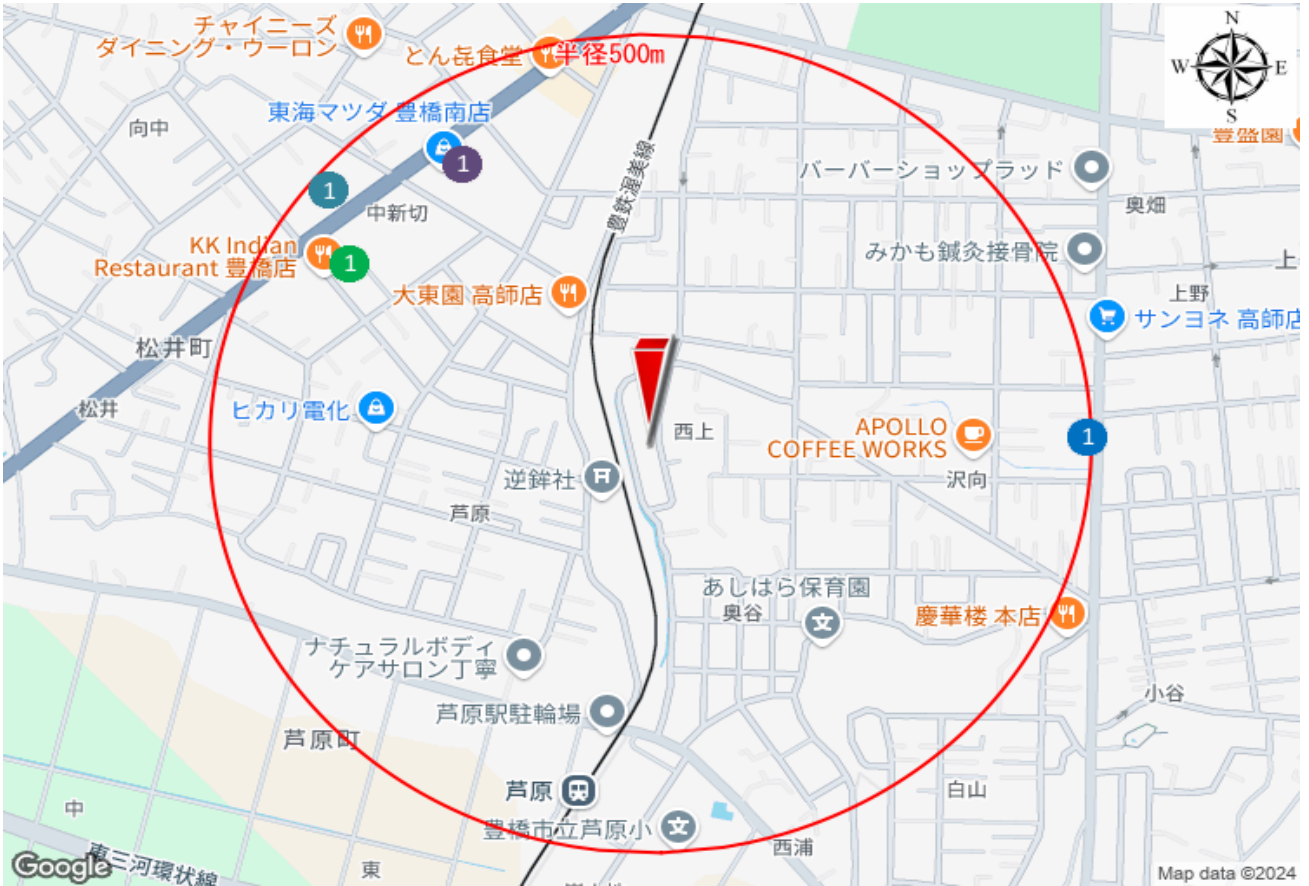 チャイニーズ
ダイニング・ウーロン
とん㐂食堂
半径500m
N
W
E
S
東海マツダ 豊橋南店
向中
1
豊盛園
豊鉄渥美線
バーバーショップラッド
奥畑
1
中新切
KK Indian
Restaurant 豊橋店
1
みかも鍼灸接骨院
上
大東園 高師店
上野
サンヨネ 高師店
松井町
松井
ヒカリ電化
西上
APOLLO
COFFEE WORKS
1
逆鉾社
沢向
芦原
あしはら保育園
奥谷
慶華楼 本店
ナチュラルボディ
ケアサロン丁寧
小谷
芦原駅駐輪場
芦原町
芦原
白山
中
豊橋市立芦原小
西浦
東三河環状線
東
Google
Map data ©2024